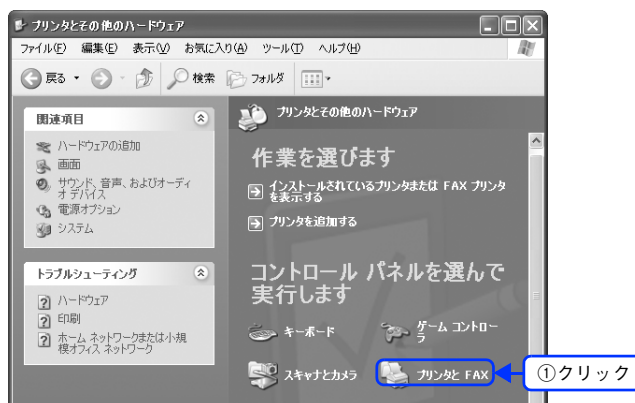 プリンタとその他のハードウェア
ファイル(F) 編集(E) 表示(V) お気に入り(A) ツール(T) ヘルプ(H)
戻る 検索 フォルダ
関連項目
ハードウェアの追加
画面
サウンド、音声、およびオーディ
オ デバイス
電源オプション
システム
トラブルシューティング
ハードウェア
印刷
ホーム ネットワークまたは小規
模オフィス ネットワーク
プリンタとその他のハードウェア
作業を選びます
インストールされているプリンタまたは FAX プリンタ
を表示する
プリンタを追加する
コントロール パネルを選んで
実行します
キーボード
ゲーム コントロー
ラ
スキャナとカメラ
プリンタと FAX
①クリック